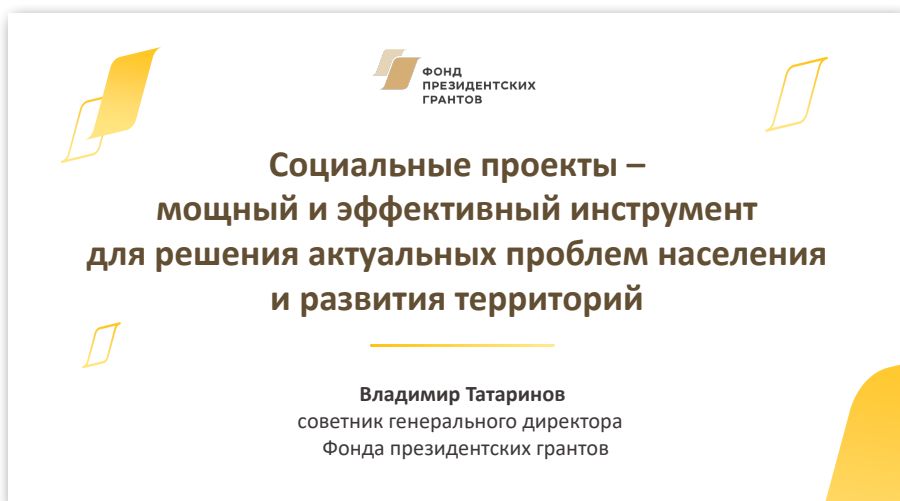 ФОНД
ПРЕЗИДЕНТСКИХ
ГРАНТОВ
Социальные проекты –
мощный и эффективный инструмент
для решения актуальных проблем населения
и развития территорий
Владимир Татаринов
советник генерального директора
Фонда президентских грантов